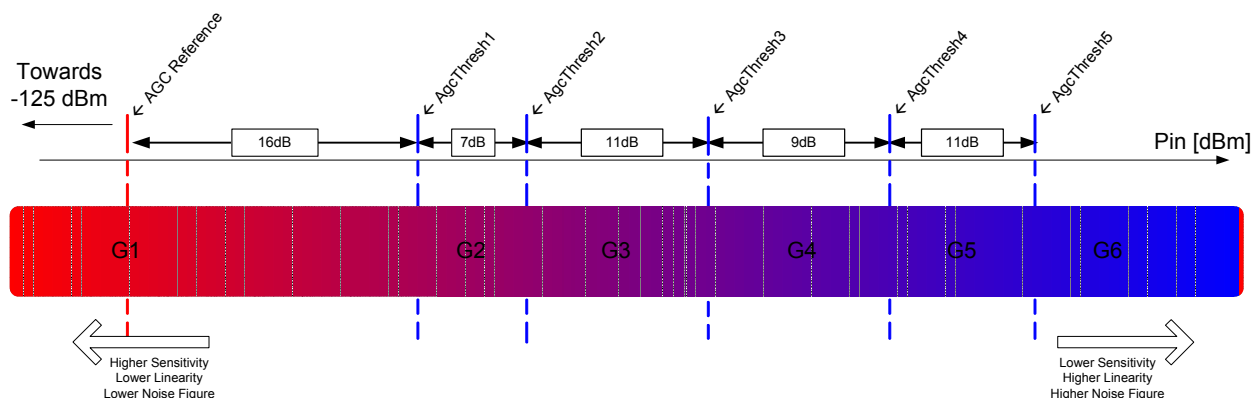 Towards
-125 dBm
AGC Reference
AgcThresh1
AgcThresh2
AgcThresh3
AgcThresh4
AgcThresh5
16dB
7dB
11dB
9dB
11dB
Pin [dBm]
G1
G2
G3
G4
G5
G6
Higher Sensitivity
Lower Linearity
Lower Noise Figure
Lower Sensitivity
Higher Linearity
Higher Noise Figure